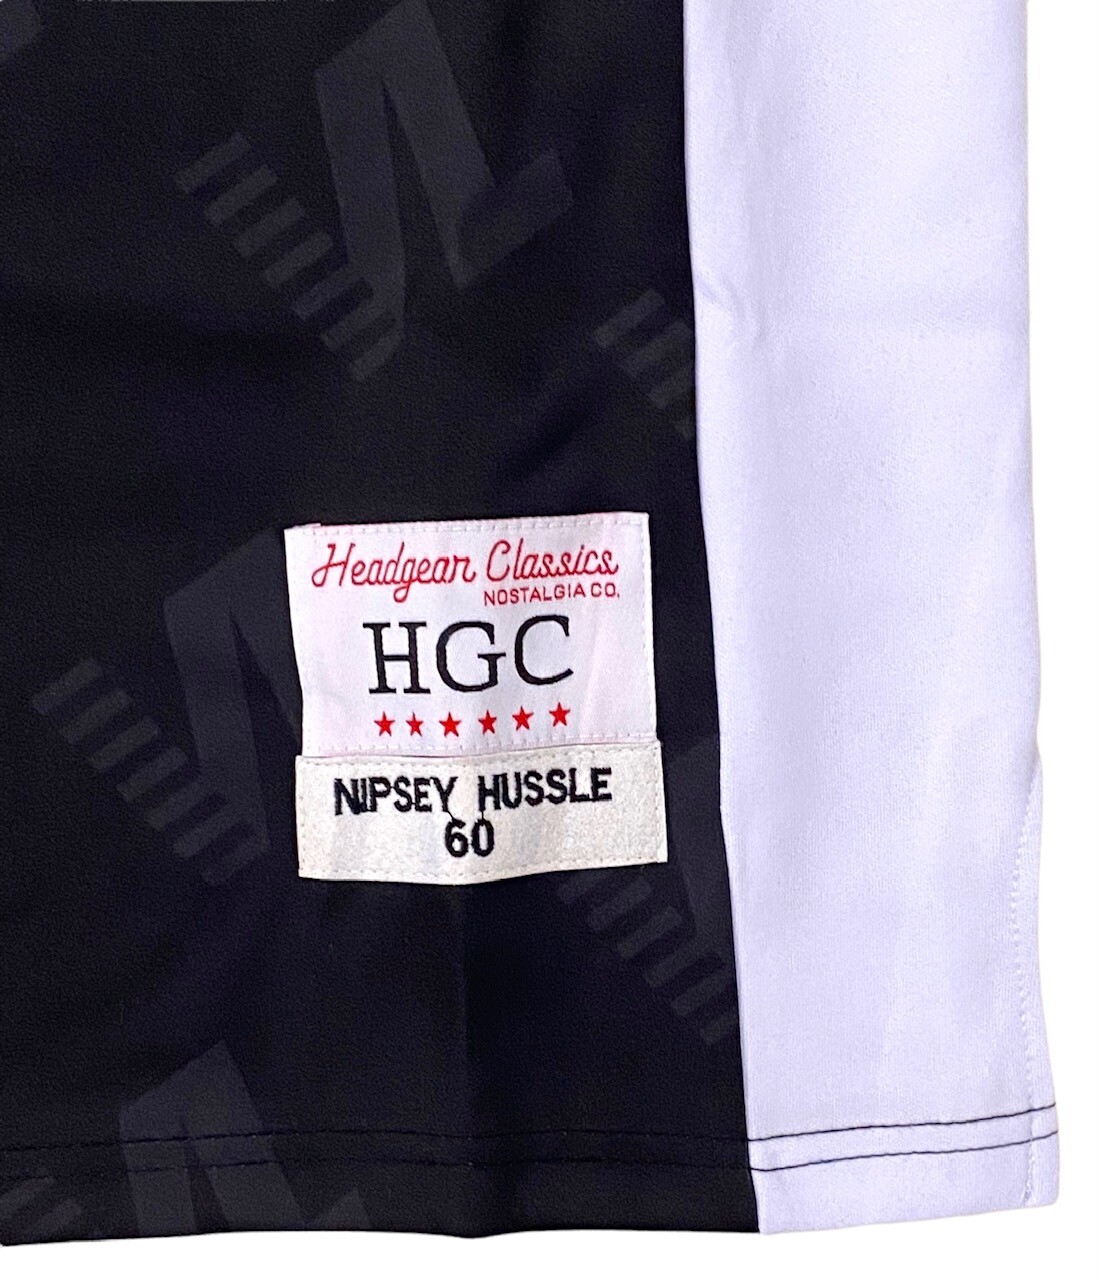 Headgear Classics
NOSTALGIA CO.
HGC
NIPSEY HUSSLE
60